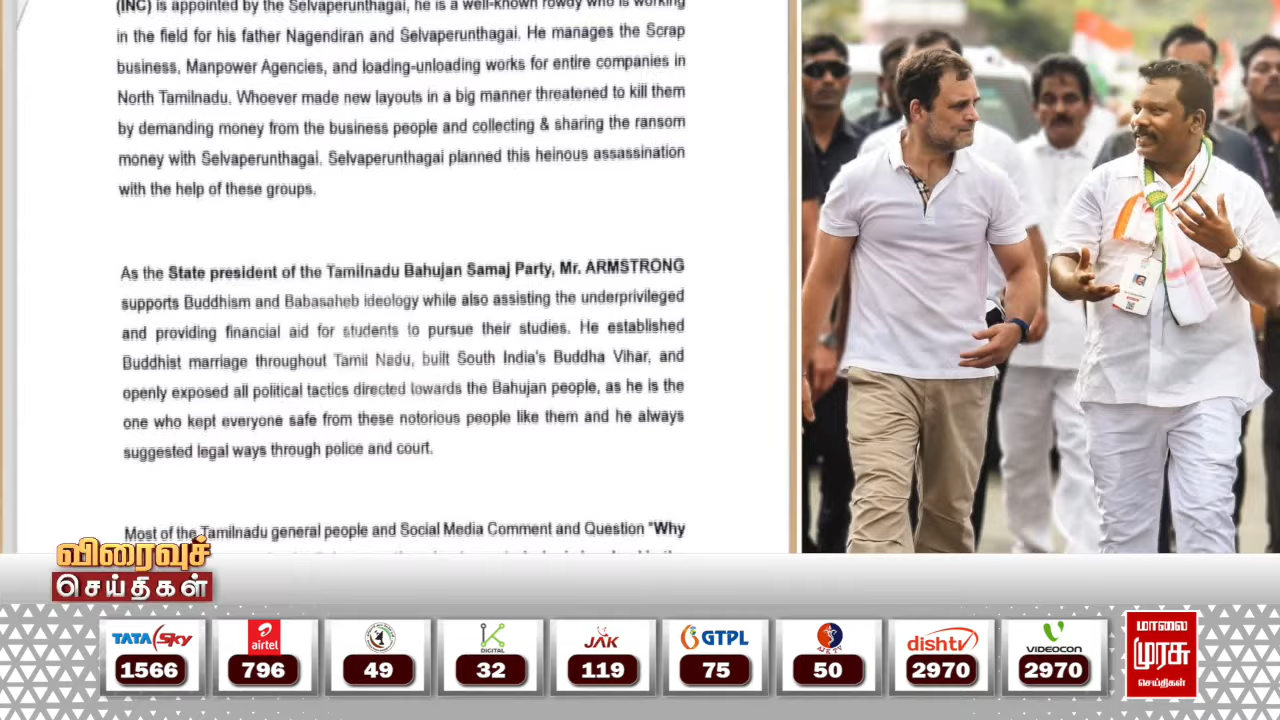 (INC) is appointed by the Selvaperunthagai, he is a well-known rowdy who is working
in the field for his father Nagendiran and Selvaperunthagai. He manages the Scrap
business, Manpower Agencies, and loading-unloading works for entire companies in
North Tamilnadu. Whoever made new layouts in a big manner threatened to kill them
by demanding money from the business people and collecting & sharing the ransom
money with Selvaperunthagai. Selvaperunthagai planned this heinous assassination
with the help of these groups.
As the State president of the Tamilnadu Bahujan Samaj Party, Mr. ARMSTRONG
supports Buddhism and Babasaheb ideology while also assisting the underprivileged
and providing financial aid for students to pursue their studies. He established
Buddhist marriage throughout Tamil Nadu, built South India's Buddha Vihar, and
openly exposed all political tactics directed towards the Bahujan people, as he is the
one who kept everyone safe from these notorious people like them and he always
suggested legal ways through police and court.
Most of the Tamilnadu general people and Social Media Comment and Question "Why
விரைவுச்
செய்திகள்
TATA Sky
1566
airtel
796
49
K DIGITAL
32
JAK
119
GTPL
75
50
dishtv
2970
VIDEOCON
2970
மாலை
முரசு
செய்திகள்